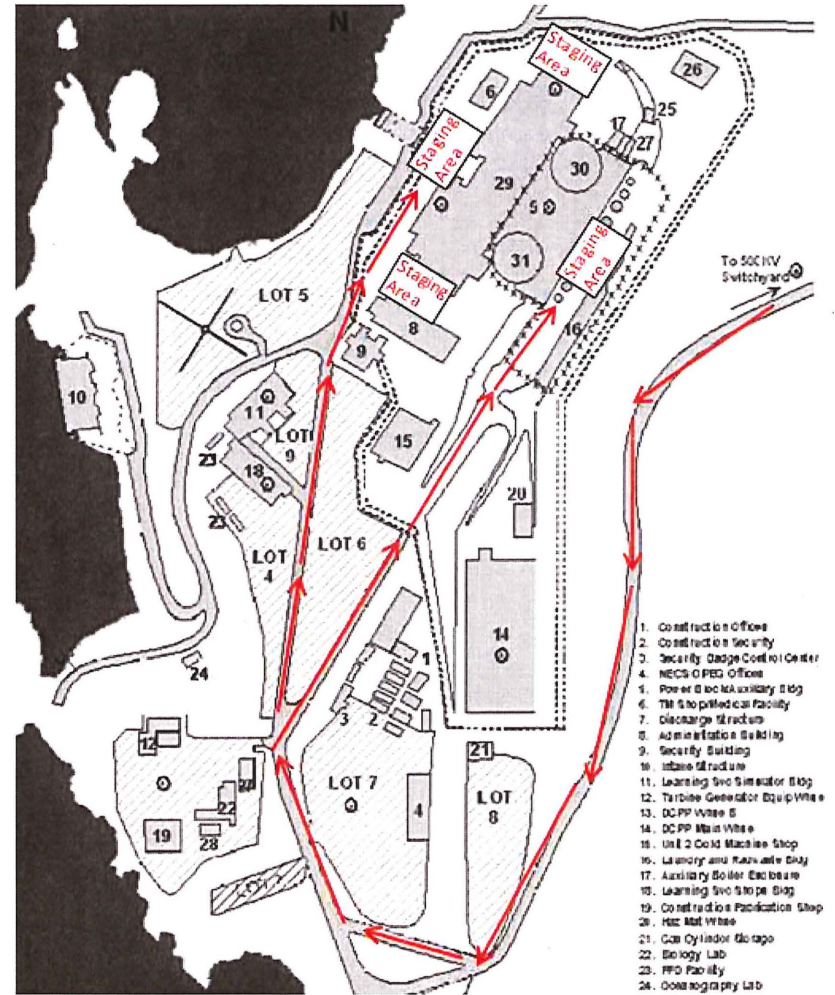 N
Staging
Area
26
6
Staging
Area
17
25
27
30
29
5
Staging
Area
31
To 500 KV
Switchyard
LOT 5
Staging
Area
8
16
9
10
11
LOT
9
15
23
18
20
23
LOT 6
LOT
4
14
1
24
3
2
12
21
LOT 7
LOT
8
22
4
19
28
1. Construction Offices
2. Construction Security
3. Security Badge Control Center
4. NECS-OPEG Offices
5. Power Block/Auxiliary Bldg
6. TM Shop/Medical Facility
7. Discharge Structure
8. Administration Building
9. Security Building
10. Intake Structure
11. Learning Svc Simulator Bldg
12. Turbine Generator Equip Whse
13. DCPP Whse B
14. DCPP Main Whse
15. Unit 2 Cold Machine Shop
16. Laundry and Radwaste Bldg
17. Auxiliary Boiler Enclosure
18. Learning Svc Shops Bldg
19. Construction Fabrication Shop
20. Haz Mat Whse
21. Gas Cylinder Storage
22. Biology Lab
23. Facility
24. Oceanography Lab